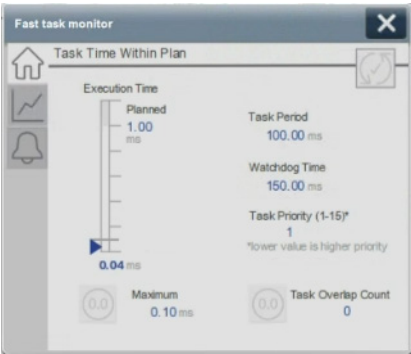 Fast task monitor
Task Time Within Plan
Execution Time
Planned
1.00
ms
0.04 ms
Task Period
100.00 ms
Watchdog Time
150.00 ms
Task Priority (1-15)*
1
*lower value is higher priority
0.0
Maximum
0.10 ms
0.0
Task Overlap Count
0